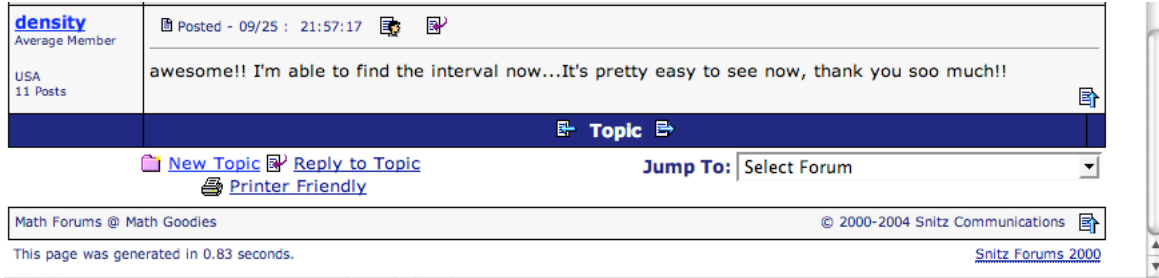 density
Average Member
USA
11 Posts
Posted - 09/25 : 21:57:17
awesome!! I'm able to find the interval now...It's pretty easy to see now, thank you soo much!!
Topic
New Topic Reply to Topic
Printer Friendly
Jump To: Select Forum
Math Forums @ Math Goodies
© 2000-2004 Snitz Communications
This page was generated in 0.83 seconds.
Snitz Forums 2000